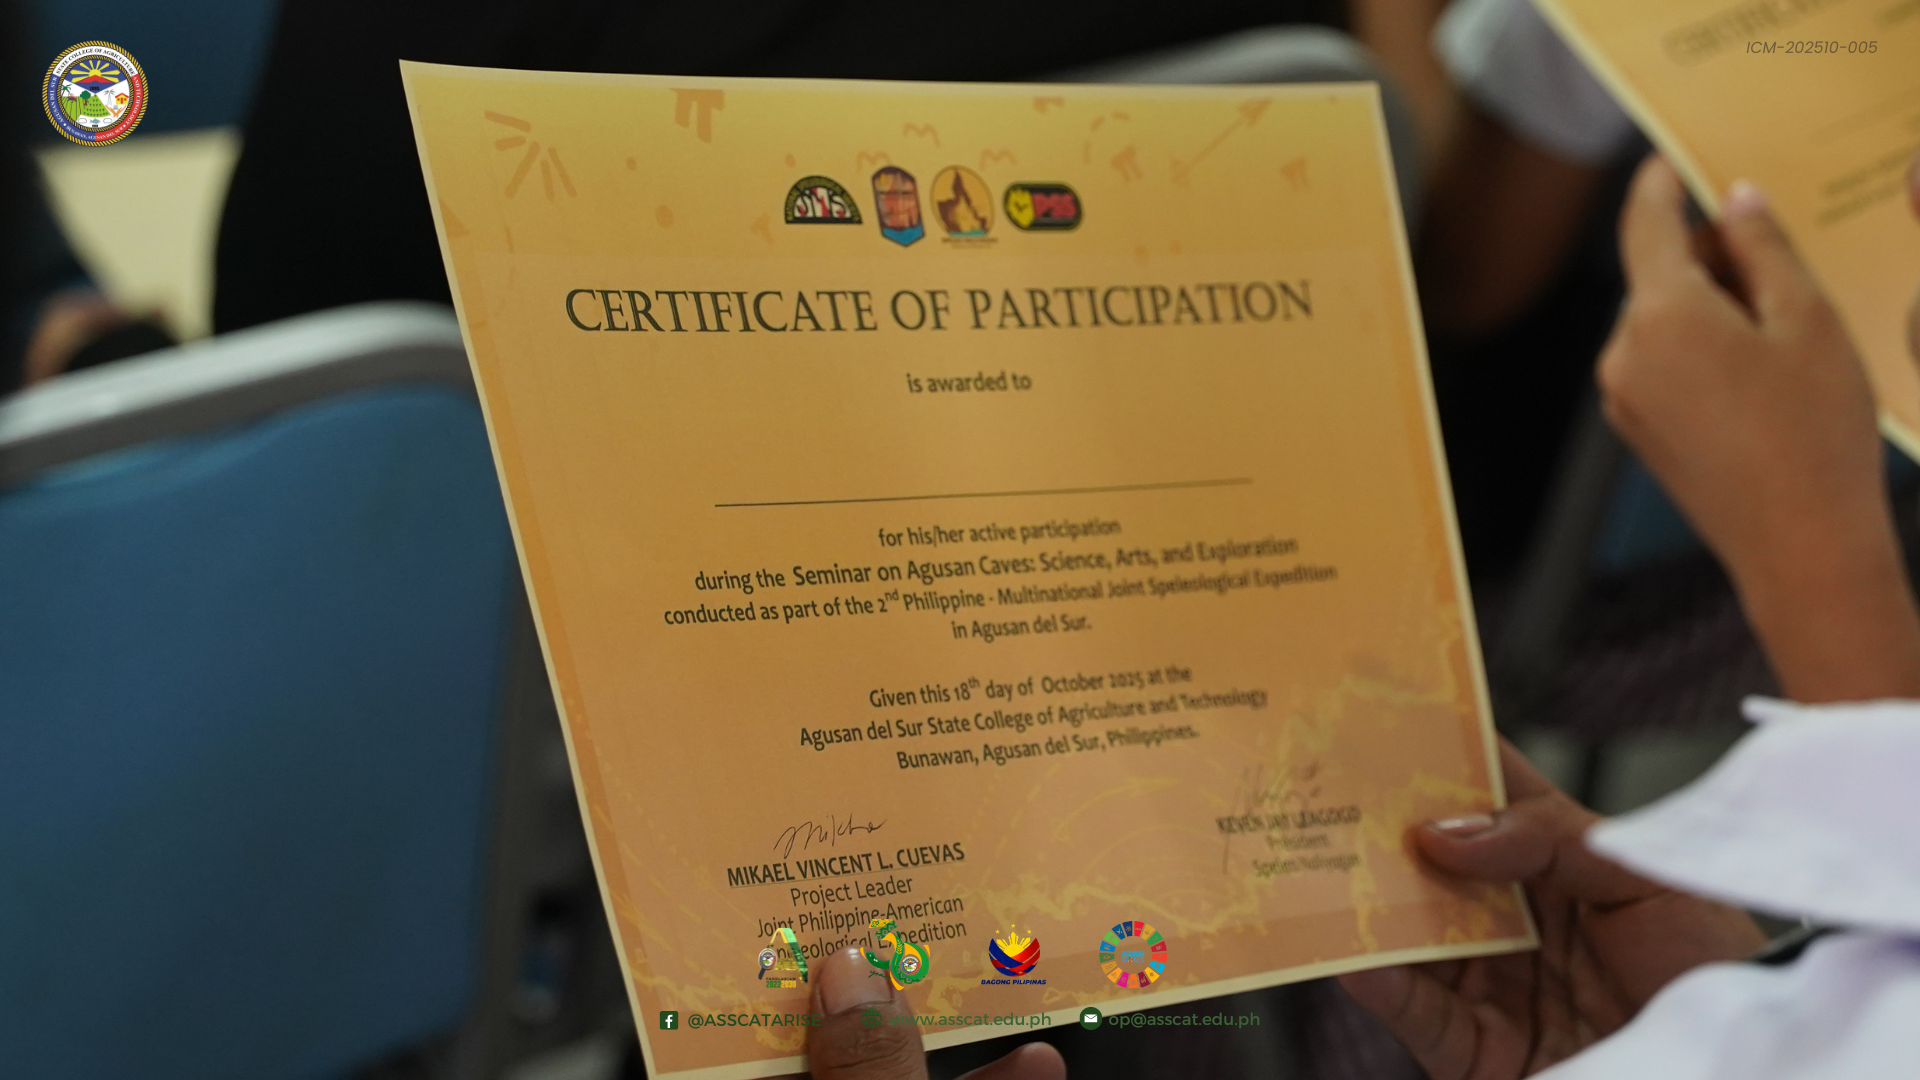 ICM-202510-005
PSS
CERTIFICATE OF PARTICIPATION
is awarded to
for his/her active participation
during the Seminar on Agusan Caves: Science, Arts, and Exploration
conducted as part of the 2nd Philippine - Multinational Joint Speleological Expedition
in Agusan del Sur.
Given this 18th day of October 2025 at the
Agusan del Sur State College of Agriculture and Technology
Bunawan, Agusan del Sur, Philippines.
MIKAEL VINCENT L. CUEVAS
Project Leader
Joint Philippine-American
Expedition
President
BAGONG PILIPINAS
@ASSCATARISE
www.asscat.edu.ph
op@asscat.edu.ph